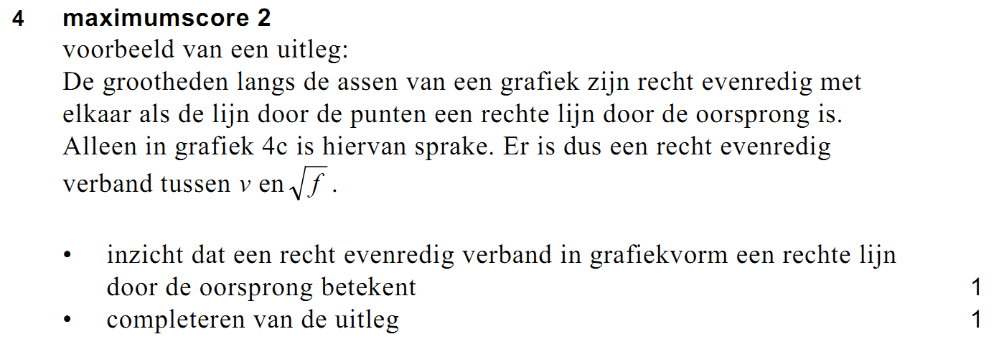 4 maximumscore 2
voorbeeld van een uitleg:
De grootheden langs de assen van een grafiek zijn recht evenredig met
elkaar als de lijn door de punten een rechte lijn door de oorsprong is.
Alleen in grafiek 4c is hiervan sprake. Er is dus een recht evenredig
verband tussen v en √f.
• inzicht dat een recht evenredig verband in grafiekvorm een rechte lijn
door de oorsprong betekent 1
• completeren van de uitleg 1